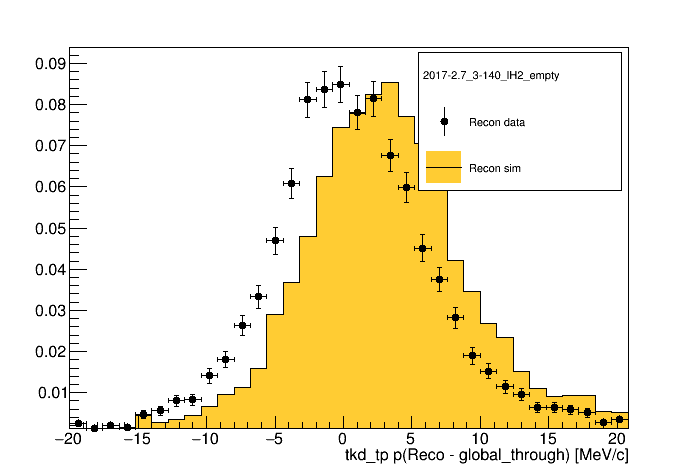 0.09
0.08
0.07
0.06
0.05
0.04
0.03
0.02
0.01
2017-2.7_3-140_lH2_empty
Recon data
Recon sim
−20 −15 −10 −5 0 5 10 15 20
tkd_tp p(Reco - global_through) [MeV/c]